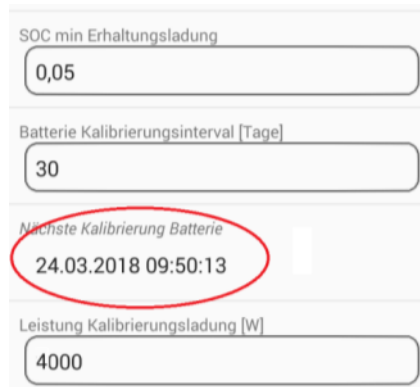 SOC min Erhaltungsladung
0,05
Batterie Kalibrierungsinterval [Tage]
30
Nächste Kalibrierung Batterie
24.03.2018 09:50:13
Leistung Kalibrierungsladung [W]
4000